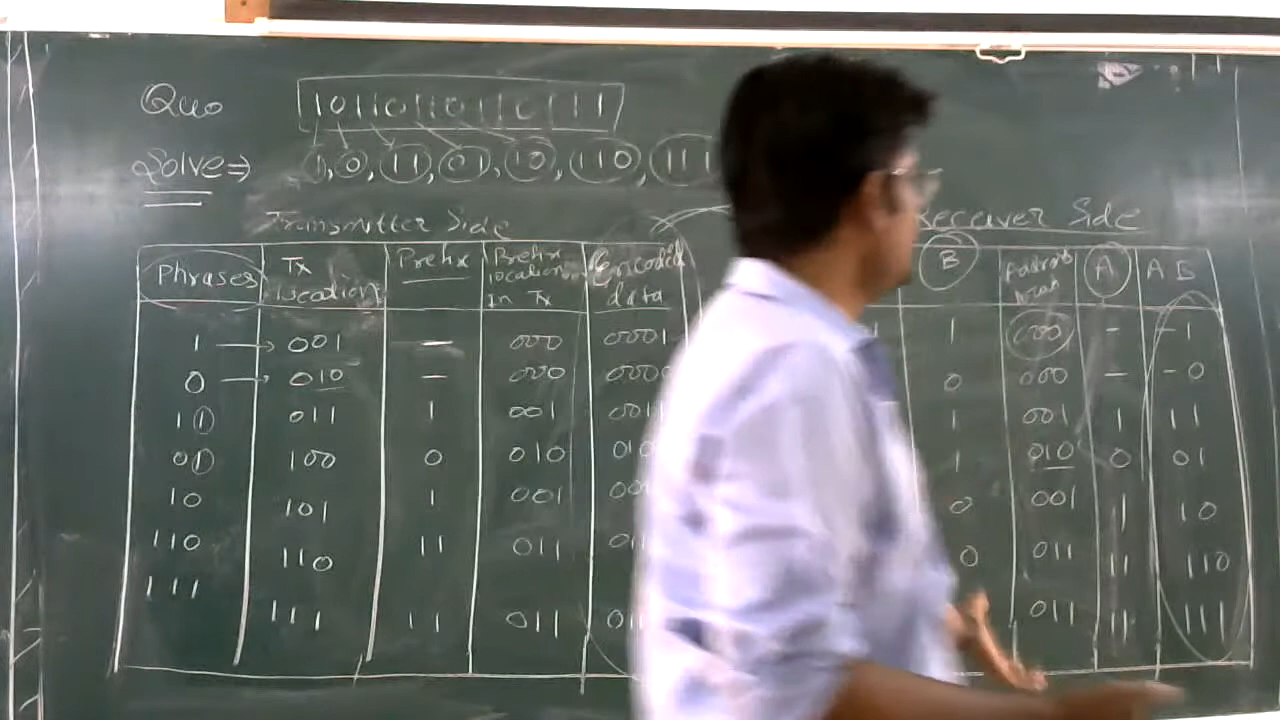 Quo 10110110110111
Solve⇒ 1,0,11,01,10,110,111
Transmitter Side
Receiver Side
Phrases Tx Location Prefix Prefix location In Tx Encoded data
B A AB
1 → 001 — 000 00001 1 000 - -1
0 → 010 — 000 0000 0 000 - -0
11 011 1 001 0011 1 001 1 11
01 100 0 010 010 1 010 0 01
10 101 1 001 001 0 001 1 10
110 110 11 011 011 0 011 11 110
111 111 11 011 011 011 11 111